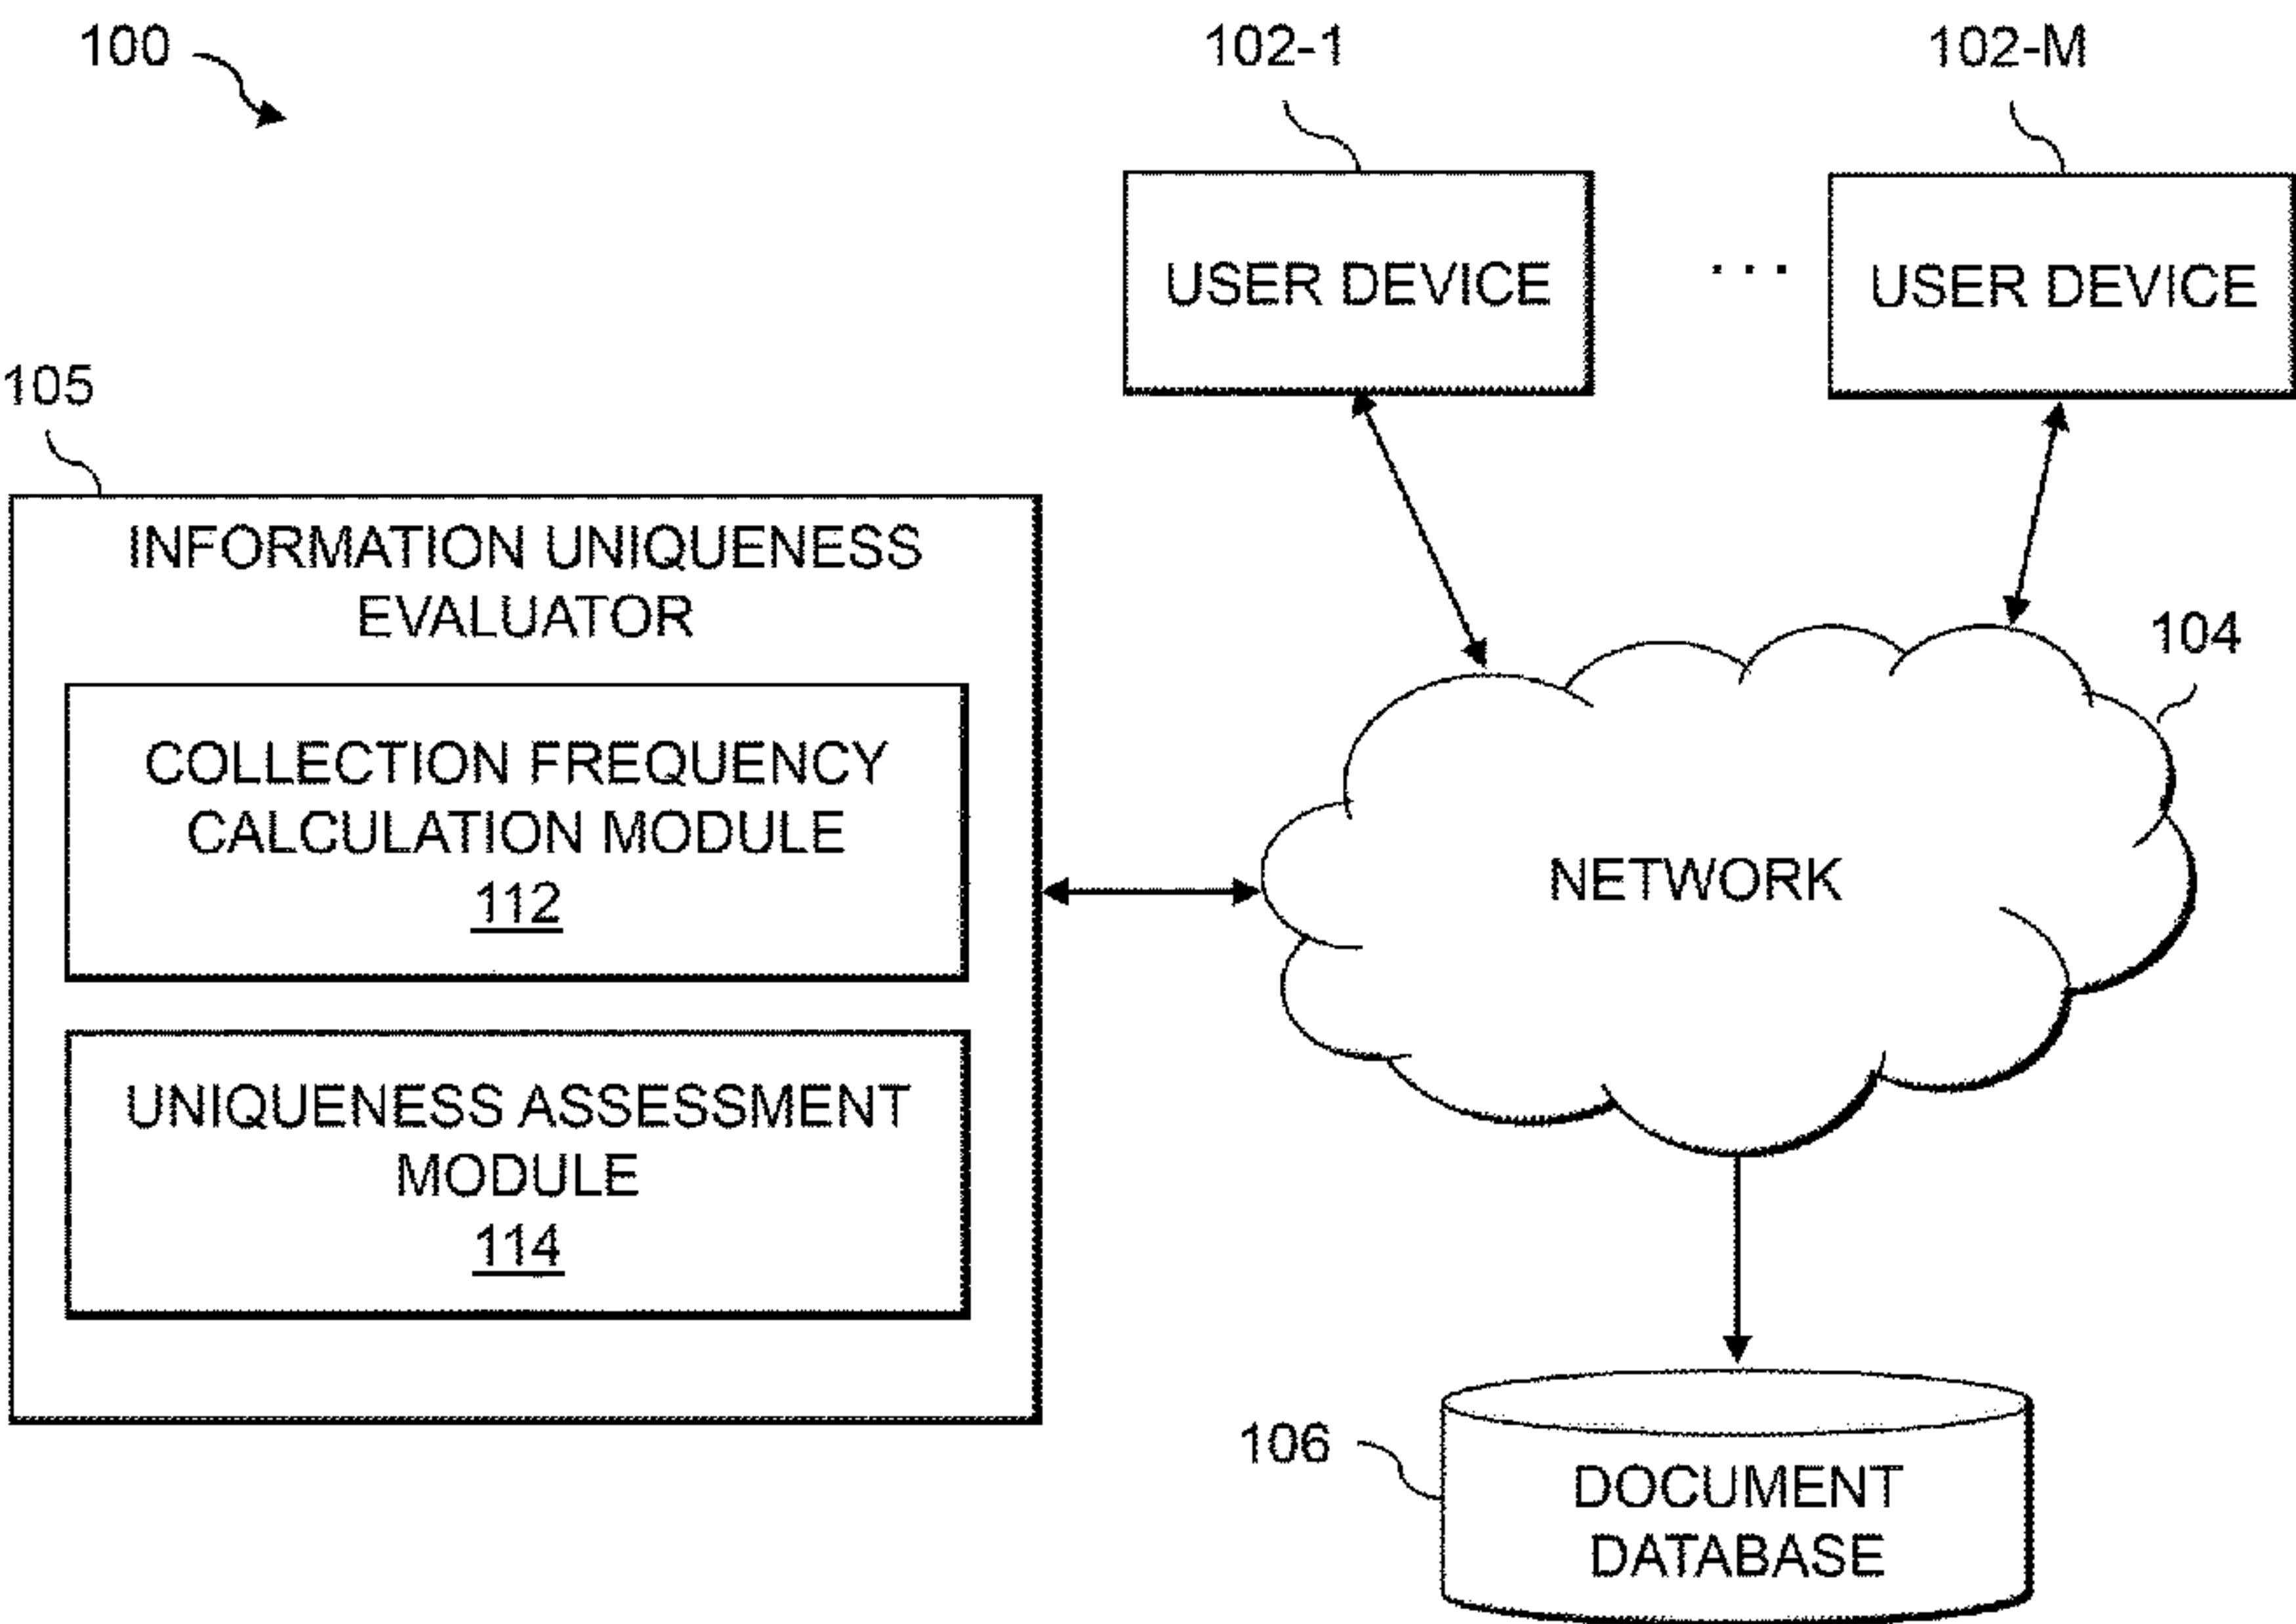 100
102-1
102-M
USER DEVICE
. . .
USER DEVICE
105
INFORMATION UNIQUENESS
EVALUATOR
COLLECTION FREQUENCY
CALCULATION MODULE
112
UNIQUENESS ASSESSMENT
MODULE
114
104
NETWORK
106
DOCUMENT
DATABASE